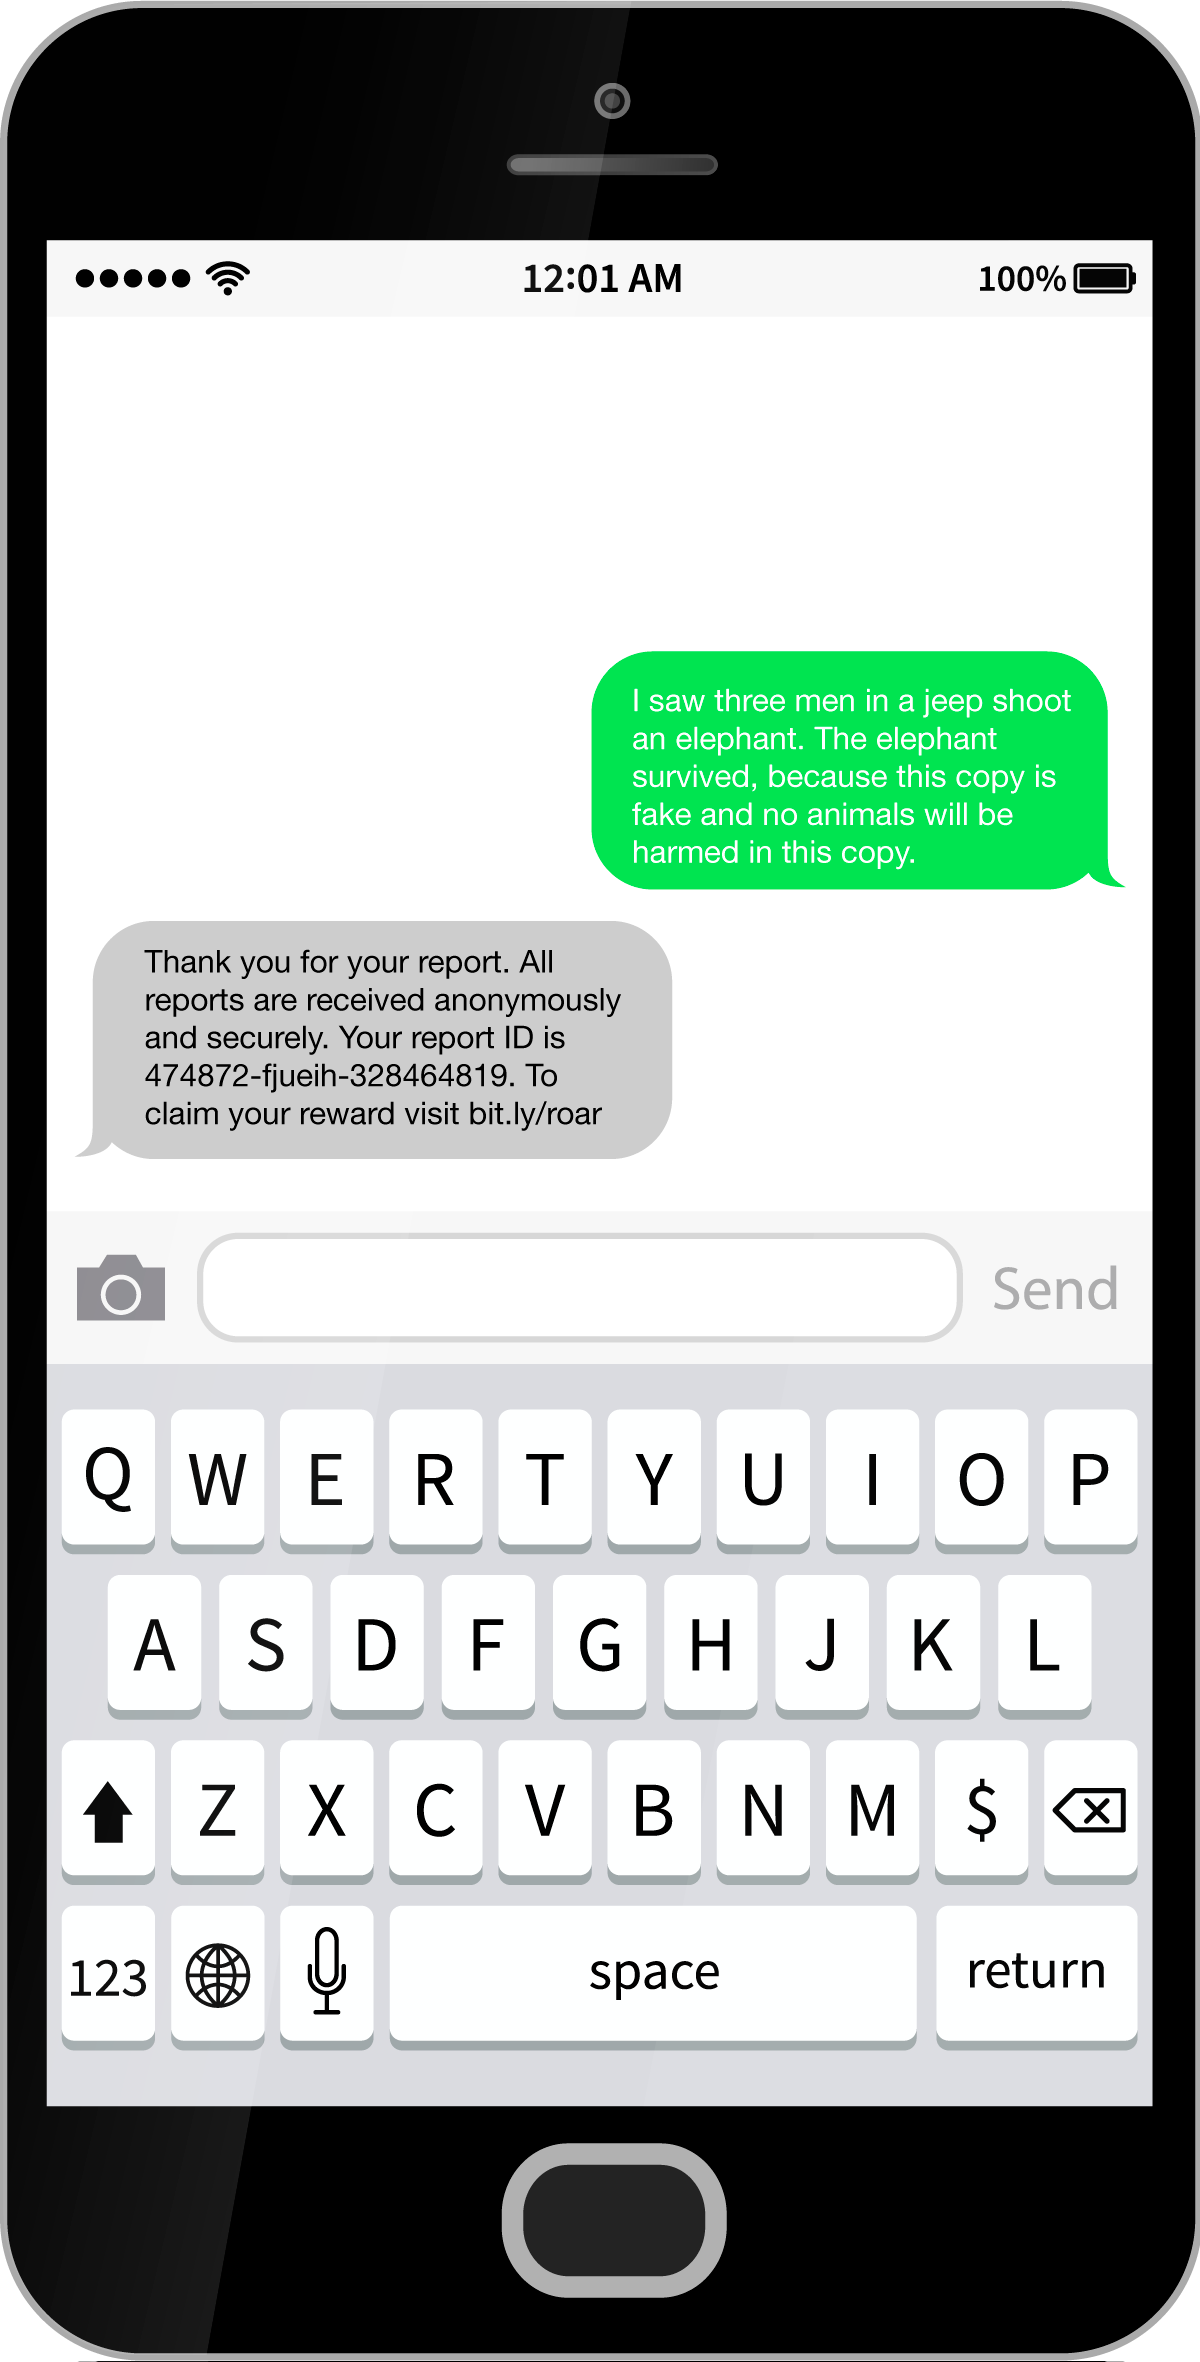 12:01 AM 100%
I saw three men in a jeep shoot
an elephant. The elephant
survived, because this copy is
fake and no animals will be
harmed in this copy.
Thank you for your report. All
reports are received anonymously
and securely. Your report ID is
474872-fjueih-328464819. To
claim your reward visit bit.ly/roar
Send
Q W E R T Y U I O P
A S D F G H J K L
Z X C V B N M $
123 space return